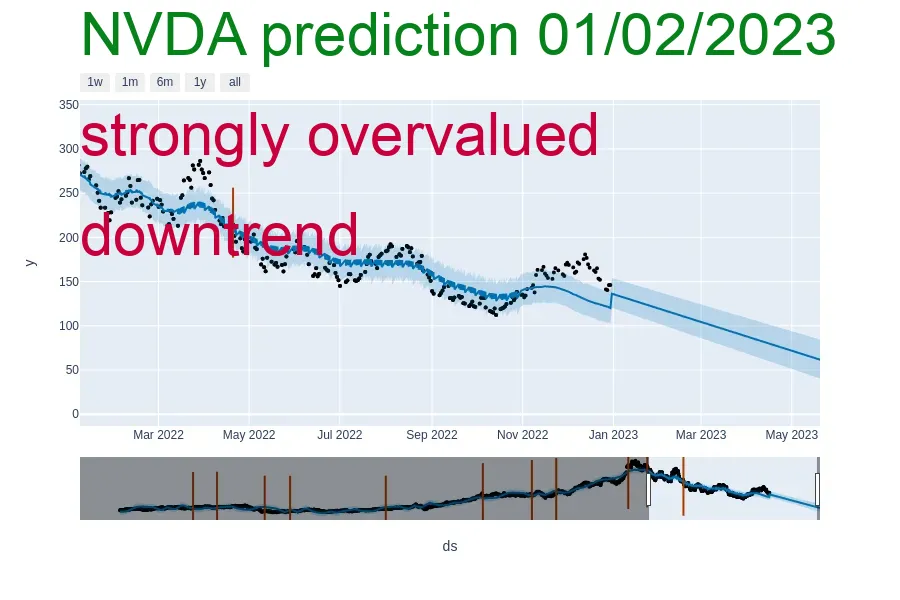 NVDA prediction 01/02/2023
1w 1m 6m 1y all
350
strongly overvalued
300
250
downtrend
200
y
150
100
50
0
Mar 2022 May 2022 Jul 2022 Sep 2022 Nov 2022 Jan 2023 Mar 2023 May 2023
ds